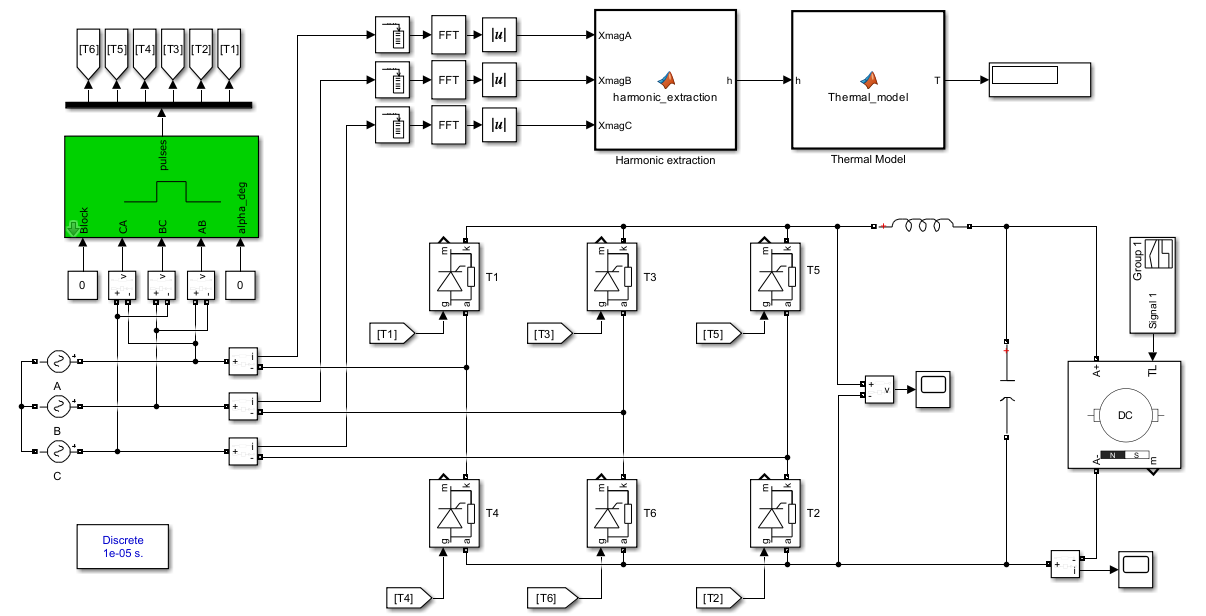 [T6] [T5] [T4] [T3] [T2] [T1]
pulses
Block
CA
BC
AB
alpha_deg
0
v
+ -
v
+ -
v
+ -
0
FFT
|u|
FFT
|u|
FFT
|u|
XmagA
XmagB
XmagC
harmonic_extraction
h
Harmonic extraction
h
Thermal_model
T
Thermal Model
m k
g a
T1
[T1]
m k
g a
T3
[T3]
m k
g a
T5
[T5]
+
A
+
B
+
C
+ i
-
+ i
-
+ i
-
+
+
+ v
-
Group 1
Signal 1
A+
TL
DC
N S
A-
m
m k
g a
T4
[T4]
m k
g a
T6
[T6]
m k
g a
T2
[T2]
+ -
i
Discrete
1e-05 s.